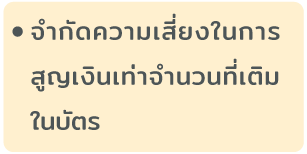 • จำกัดความเสี่ยงในการ
สูญเงินเท่าจำนวนที่เติม
ในบัตร